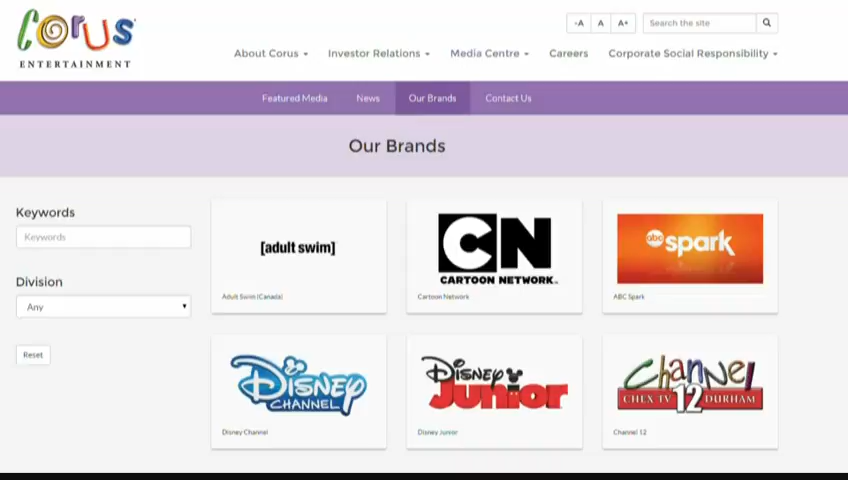 CORUS
ENTERTAINMENT
-A A A+ Search the site
About Corus Investor Relations Media Centre Careers Corporate Social Responsibility
Featured Media News Our Brands Contact Us
Our Brands
Keywords
Keywords
Division
Any
Reset
[adult swim]
Adult Swim (Canada)
CN
CARTOON NETWORK
Cartoon Network
abc spark
ABC Spark
Disney
CHANNEL
Disney Channel
Disney
Junior
Disney Junior
Channel
CHEX TV 12 DURHAM
Channel 12